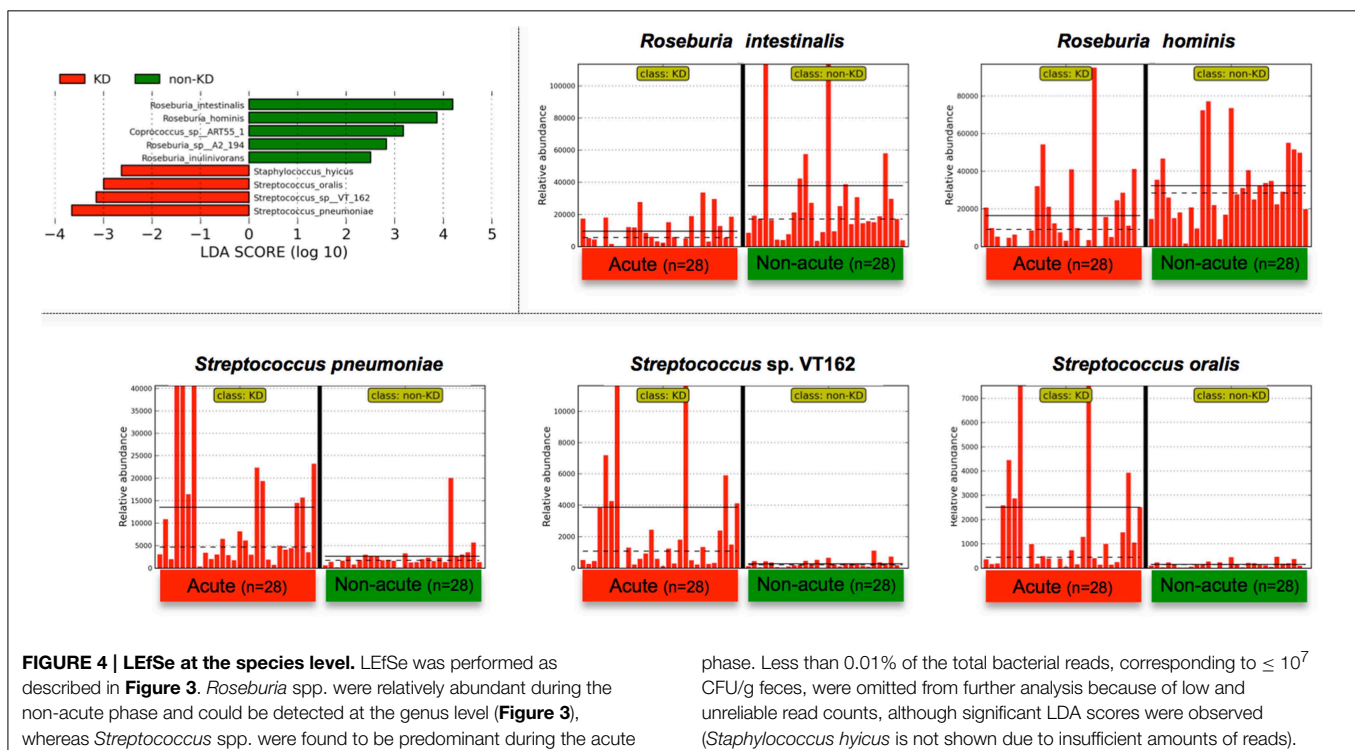 KD non-KD
Roseburia_intestinalis
Roseburia_hominis
Coprococcus_sp__ART55_1
Roseburia_sp__A2_194
Roseburia_inulinivorans
Staphylococcus_hyicus
Streptococcus_oralis
Streptococcus_sp__VT_162
Streptococcus_pneumoniae
−4 −3 −2 −1 0 1 2 3 4 5
LDA SCORE (log 10)
Roseburia intestinalis
class: KD class: non-KD
Relative abundance
100000
80000
60000
40000
20000
0
Acute (n=28) Non-acute (n=28)
Roseburia hominis
class: KD class: non-KD
Relative abundance
80000
60000
40000
20000
0
Acute (n=28) Non-acute (n=28)
Streptococcus pneumoniae
class: KD class: non-KD
Relative abundance
40000
35000
30000
25000
20000
15000
10000
5000
0
Acute (n=28) Non-acute (n=28)
Streptococcus sp. VT162
class: KD class: non-KD
Relative abundance
10000
8000
6000
4000
2000
0
Acute (n=28) Non-acute (n=28)
Streptococcus oralis
class: KD class: non-KD
Relative abundance
7000
6000
5000
4000
3000
2000
1000
0
Acute (n=28) Non-acute (n=28)
FIGURE 4 | LEfSe at the species level. LEfSe was performed as
described in Figure 3. Roseburia spp. were relatively abundant during the
non-acute phase and could be detected at the genus level (Figure 3),
whereas Streptococcus spp. were found to be predominant during the acute
phase. Less than 0.01% of the total bacterial reads, corresponding to ≤ 10⁷
CFU/g feces, were omitted from further analysis because of low and
unreliable read counts, although significant LDA scores were observed
(Staphylococcus hyicus is not shown due to insufficient amounts of reads).